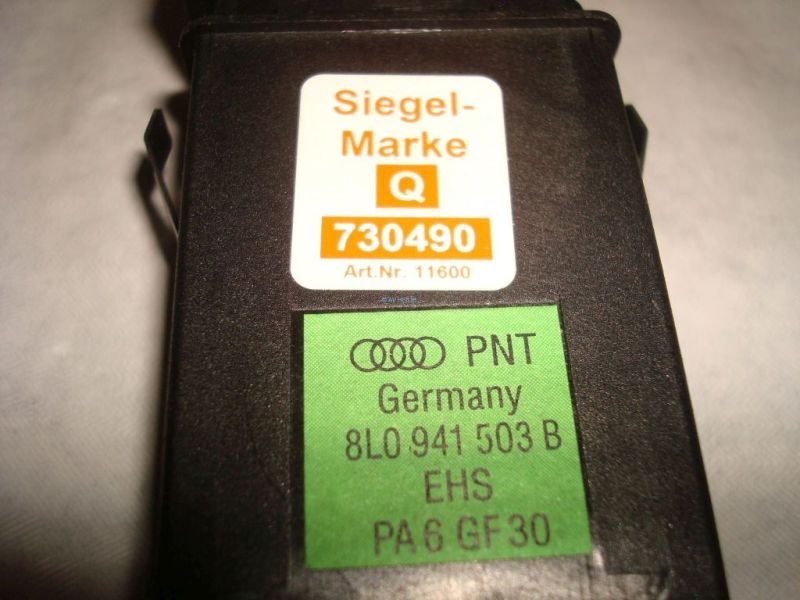 Siegel-
Marke
Q
730490
Art.Nr. 11600
PNT
Germany
8L0 941 503 B
EHS
PA 6 GF 30